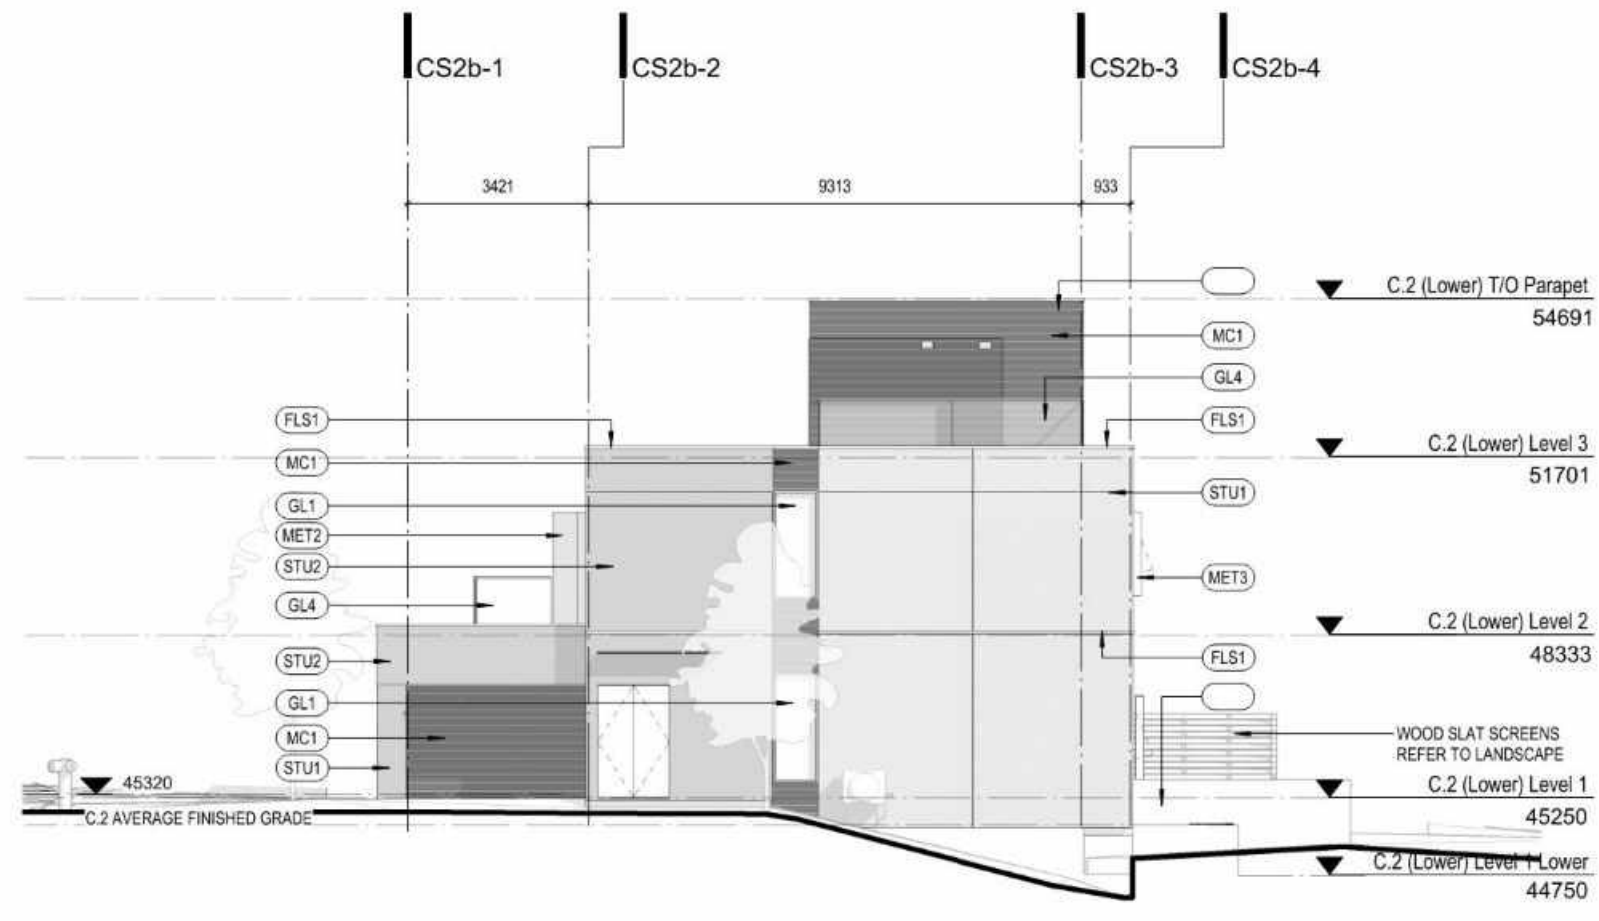 CS2b-1
CS2b-2
CS2b-3
CS2b-4
3421
9313
933
C.2 (Lower) T/O Parapet
54691
MC1
GL4
FLS1
FLS1
C.2 (Lower) Level 3
51701
MC1
STU1
GL1
MET2
STU2
MET3
GL4
C.2 (Lower) Level 2
48333
STU2
FLS1
GL1
MC1
WOOD SLAT SCREENS
REFER TO LANDSCAPE
STU1
45320
C.2 (Lower) Level 1
45250
C.2 AVERAGE FINISHED GRADE
C.2 (Lower) Level 1 Lower
44750